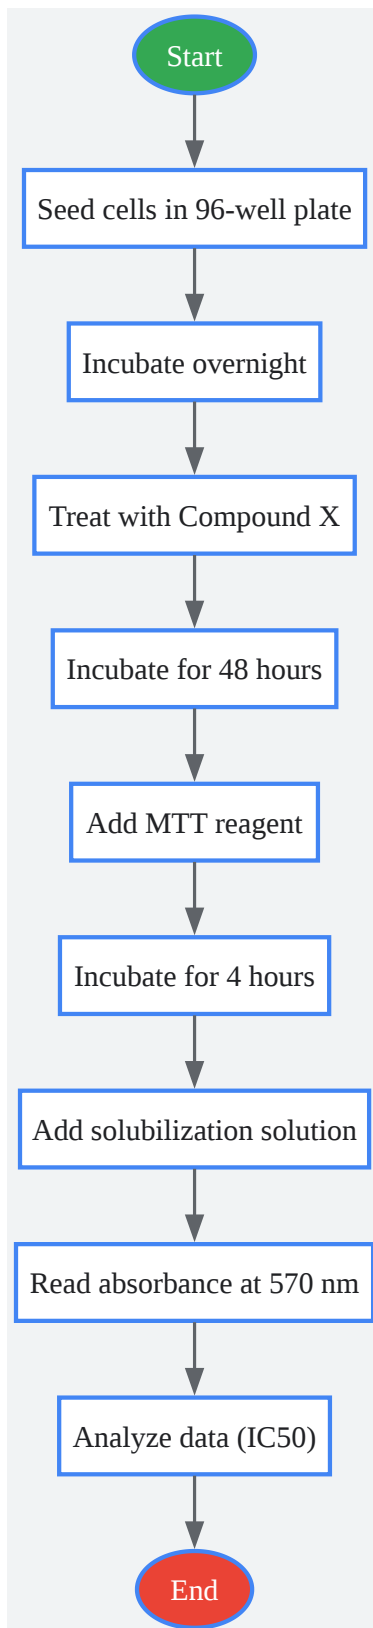 Start
Seed cells in 96-well plate
Incubate overnight
Treat with Compound X
Incubate for 48 hours
Add MTT reagent
Incubate for 4 hours
Add solubilization solution
Read absorbance at 570 nm
Analyze data (IC50)
End